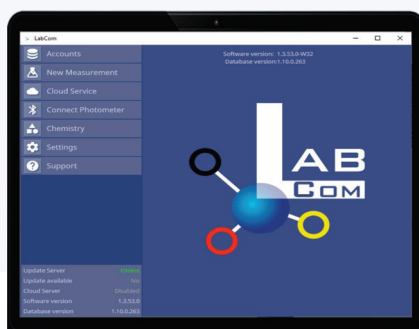 LabCom
Accounts
New Measurement
Cloud Service
Connect Photometer
Chemistry
Settings
Support
Software version: 1.3.53.0-W32
Database version:1.10.0.263
LAB
COM
Update Server Online
Update available No
Cloud Server Disabled
Software version 1.3.53.0
Database version 1.10.0.263